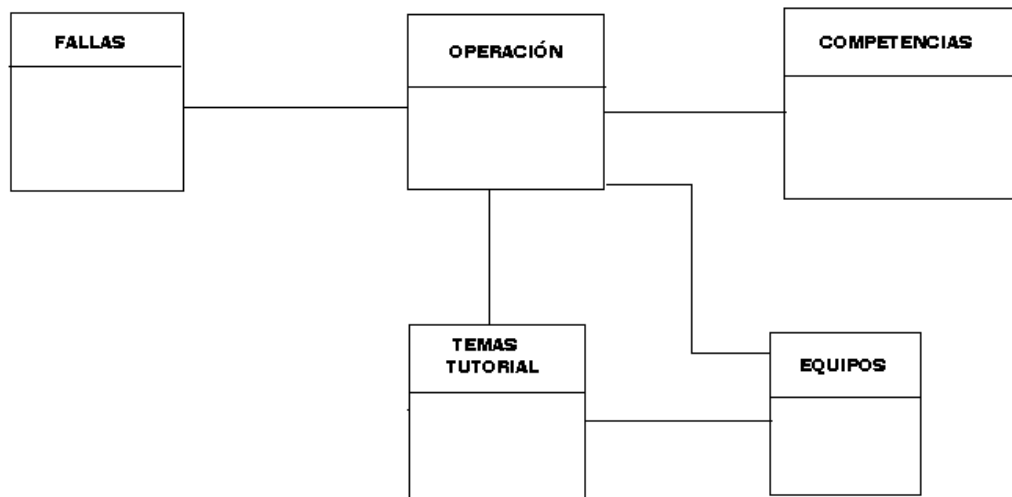 FALLAS
OPERACIÓN
COMPETENCIAS
TEMAS
TUTORIAL
EQUIPOS